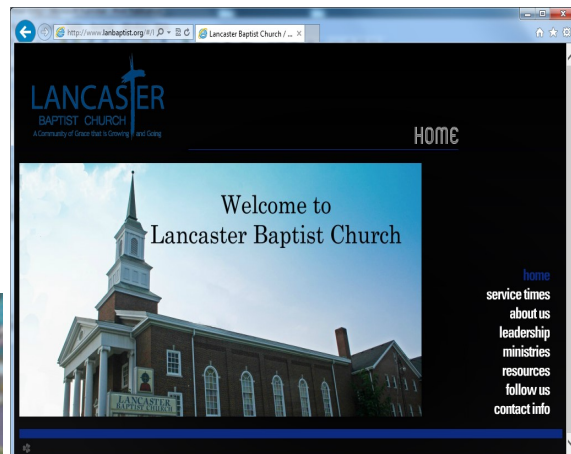 http://www.lanbaptist.org/#/l
Lancaster Baptist Church / ...
LANCASTER
BAPTIST CHURCH
A Community of Grace that is Growing and Going
HOME
Welcome to
Lancaster Baptist Church
LANCASTER
BAPTIST CHURCH
home
service times
about us
leadership
ministries
resources
follow us
contact info